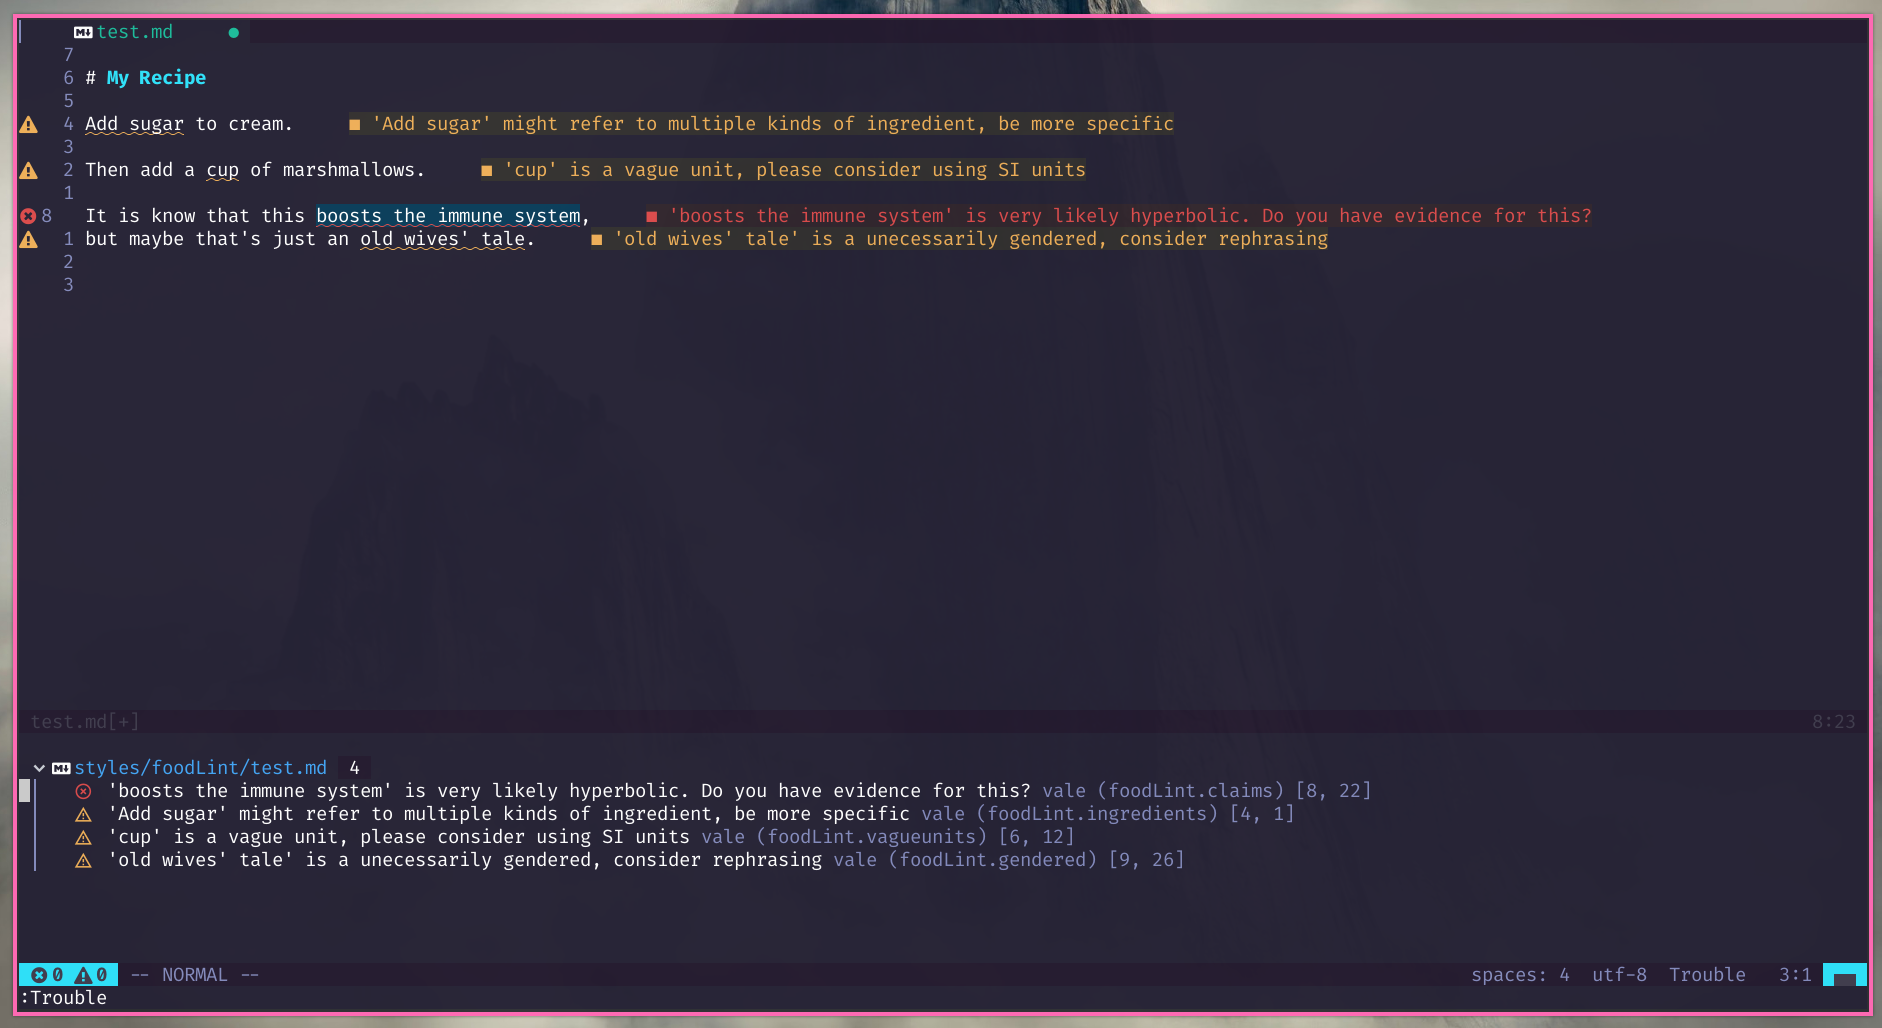 test.md ●
7
6 # My Recipe
5
4 Add sugar to cream. ■ 'Add sugar' might refer to multiple kinds of ingredient, be more specific
3
2 Then add a cup of marshmallows. ■ 'cup' is a vague unit, please consider using SI units
1
8 It is know that this boosts the immune system, ■ 'boosts the immune system' is very likely hyperbolic. Do you have evidence for this?
1 but maybe that's just an old wives' tale. ■ 'old wives' tale' is a unecessarily gendered, consider rephrasing
2
3
test.md[+] 8:23
styles/foodLint/test.md 4
'boosts the immune system' is very likely hyperbolic. Do you have evidence for this? vale (foodLint.claims) [8, 22]
'Add sugar' might refer to multiple kinds of ingredient, be more specific vale (foodLint.ingredients) [4, 1]
'cup' is a vague unit, please consider using SI units vale (foodLint.vagueunits) [6, 12]
'old wives' tale' is a unecessarily gendered, consider rephrasing vale (foodLint.gendered) [9, 26]
0 0 -- NORMAL -- spaces: 4 utf-8 Trouble 3:1
:Trouble